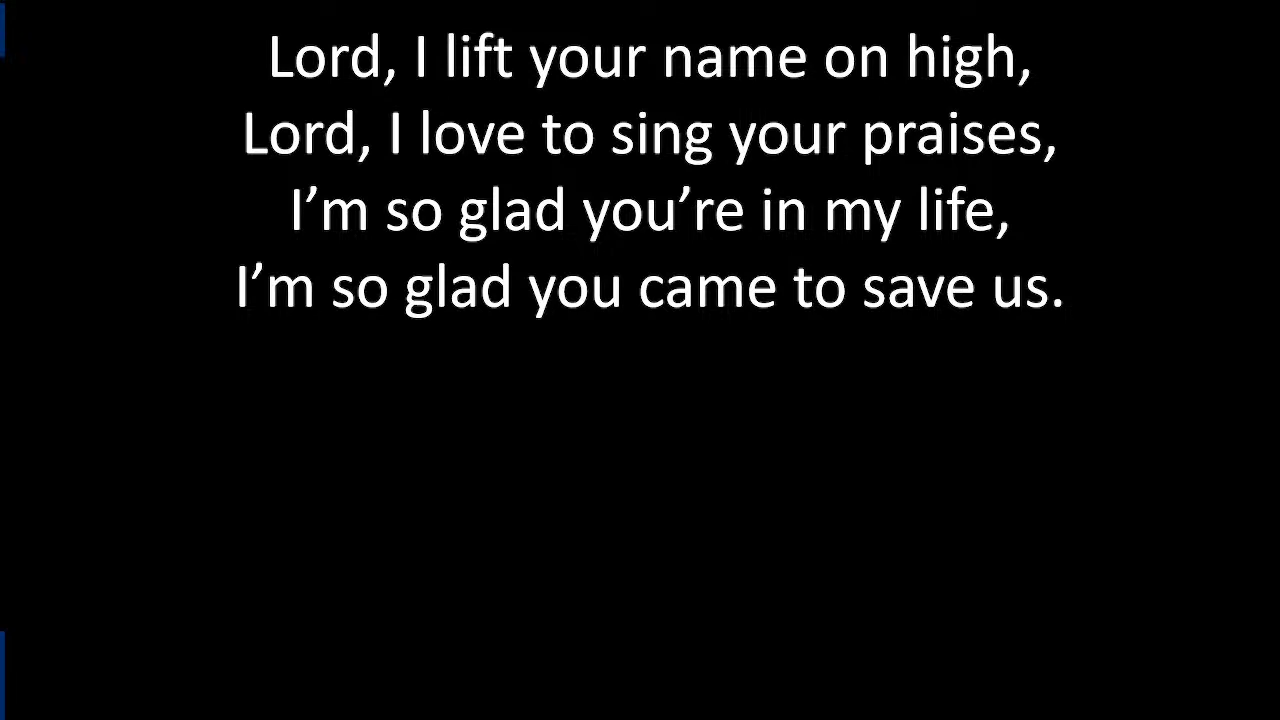 Lord, I lift your name on high,
Lord, I love to sing your praises,
I’m so glad you’re in my life,
I’m so glad you came to save us.